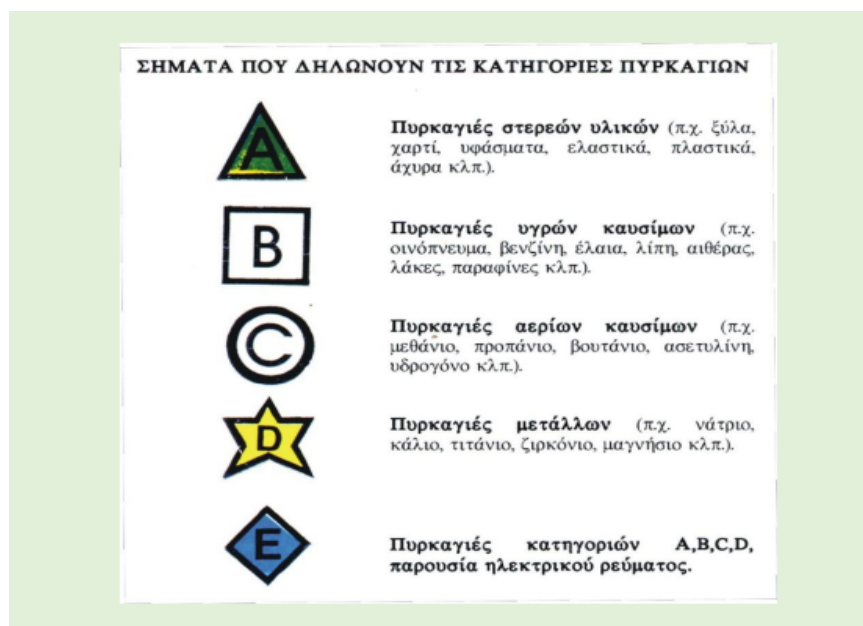 ΣΗΜΑΤΑ ΠΟΥ ΔΗΛΩΝΟΥΝ ΤΙΣ ΚΑΤΗΓΟΡΙΕΣ ΠΥΡΚΑΓΙΩΝ
A
Πυρκαγιές στερεών υλικών (π.χ. ξύλα,
χαρτί, υφάσματα, ελαστικά, πλαστικά,
άχυρα κλπ.).
B
Πυρκαγιές υγρών καυσίμων (π.χ.
οινόπνευμα, βενζίνη, έλαια, λίπη, αιθέρας,
λάκες, παραφίνες κλπ.).
C
Πυρκαγιές αερίων καυσίμων (π.χ.
μεθάνιο, προπάνιο, βουτάνιο, ασετυλίνη,
υδρογόνο κλπ.).
D
Πυρκαγιές μετάλλων (π.χ. νάτριο,
κάλιο, τιτάνιο, ζιρκόνιο, μαγνήσιο κλπ.).
E
Πυρκαγιές κατηγοριών A,B,C,D,
παρουσία ηλεκτρικού ρεύματος.